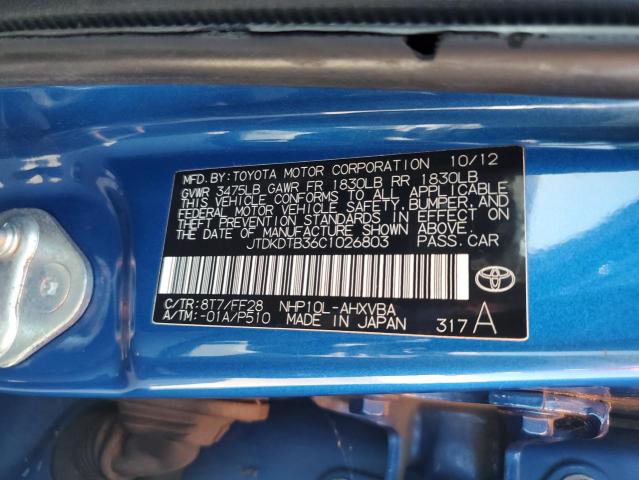 MFD. BY: TOYOTA MOTOR CORPORATION 10/12
GVWR 3475LB GAWR FR 1830LB RR 1830LB
THIS VEHICLE CONFORMS TO ALL APPLICABLE
FEDERAL MOTOR VEHICLE SAFETY, BUMPER, AND
THEFT PREVENTION STANDARDS IN EFFECT ON
THE DATE OF MANUFACTURE SHOWN ABOVE.
JTDKDTB36C1026803 PASS. CAR
C/TR: 8T7/FF28 NHP10L-AHXVBA
A/TM: -01A/P510 MADE IN JAPAN 317A